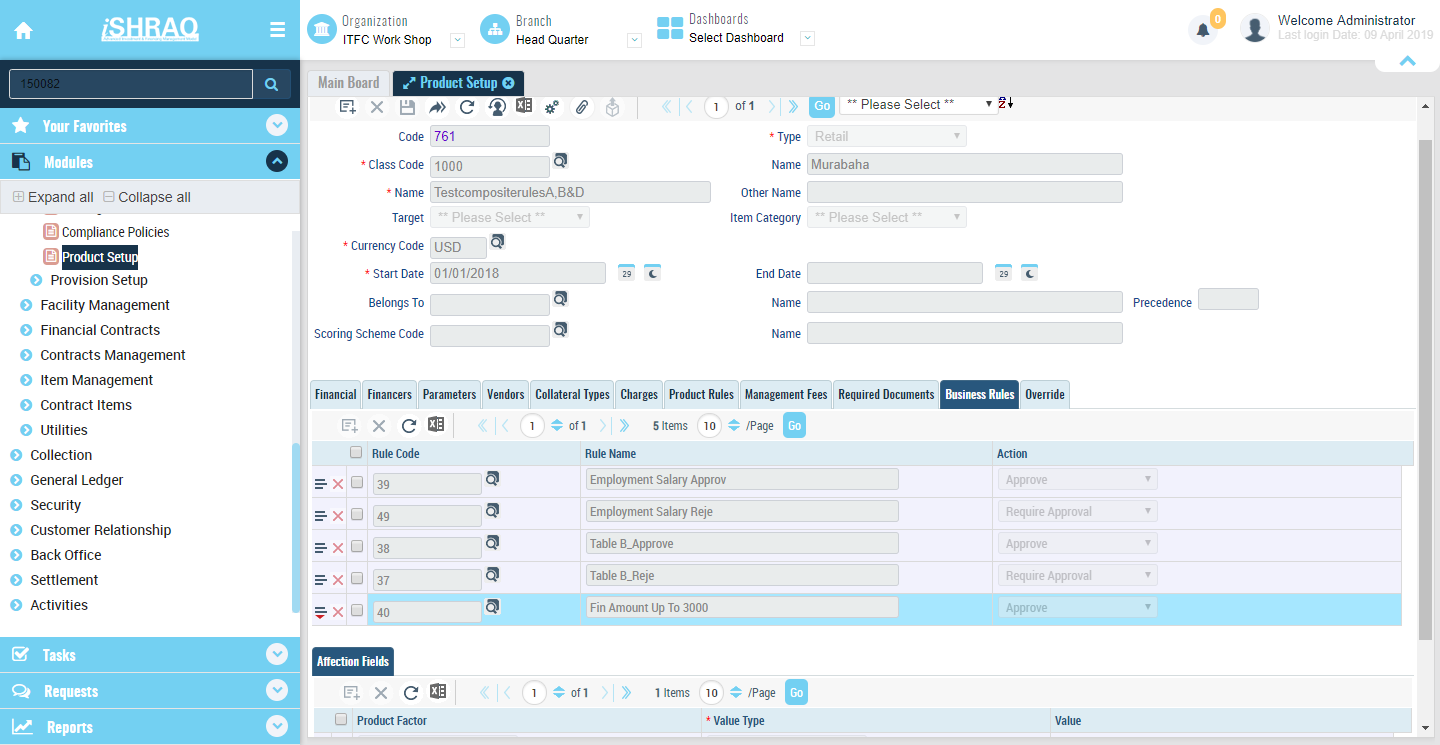 iSHRAQ
Organization
ITFC Work Shop
Branch
Head Quarter
Dashboards
Select Dashboard
0
Welcome Administrator
Last login Date: 09 April 2019
150082
Main Board
Product Setup
Your Favorites
Modules
Expand all Collapse all
Compliance Policies
Product Setup
Provision Setup
Facility Management
Financial Contracts
Contracts Management
Item Management
Contract Items
Utilities
Collection
General Ledger
Security
Customer Relationship
Back Office
Settlement
Activities
Tasks
Requests
Reports
1 of 1 Go ** Please Select **
Code 761 * Type Retail
* Class Code 1000 Name Murabaha
* Name TestcompositerulesA,B&D Other Name
Target ** Please Select ** Item Category ** Please Select **
* Currency Code USD
* Start Date 01/01/2018 29 End Date 29
Belongs To Name Precedence
Scoring Scheme Code Name
Financial Financers Parameters Vendors Collateral Types Charges Product Rules Management Fees Required Documents Business Rules Override
1 of 1 5 Items 10 /Page Go
Rule Code Rule Name Action
39 Employment Salary Approv Approve
49 Employment Salary Reje Require Approval
38 Table B_Approve Approve
37 Table B_Reje Require Approval
40 Fin Amount Up To 3000 Approve
Affection Fields
1 of 1 1 Items 10 /Page Go
Product Factor * Value Type Value